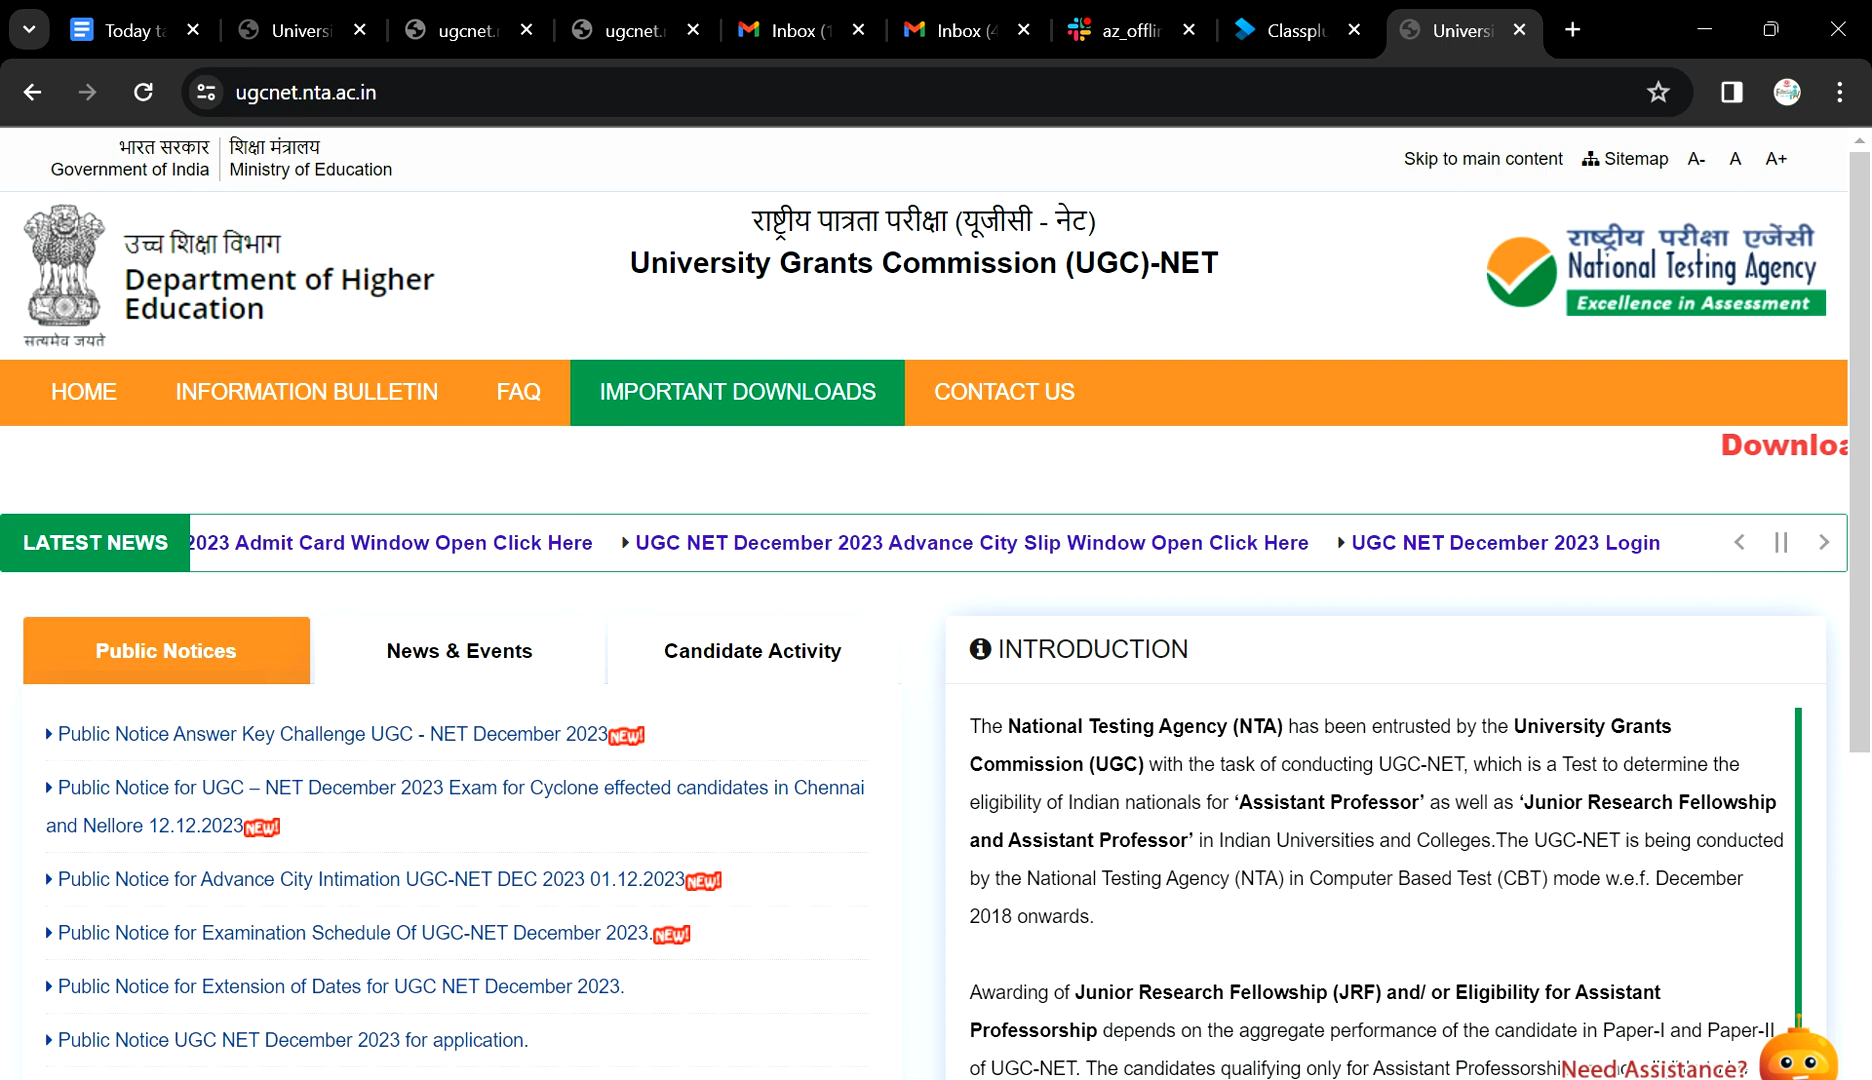 Today ta
Universi
ugcnet.
ugcnet.
Inbox (1
Inbox (4
az_offlin
Classplu
Universi
ugcnet.nta.ac.in
भारत सरकार
Government of India
शिक्षा मंत्रालय
Ministry of Education
Skip to main content
Sitemap
A-
A
A+
उच्च शिक्षा विभाग
Department of Higher
Education
सत्यमेव जयते
राष्ट्रीय पात्रता परीक्षा (यूजीसी - नेट)
University Grants Commission (UGC)-NET
राष्ट्रीय परीक्षा एजेंसी
National Testing Agency
Excellence in Assessment
HOME
INFORMATION BULLETIN
FAQ
IMPORTANT DOWNLOADS
CONTACT US
Downloa
LATEST NEWS
2023 Admit Card Window Open Click Here
UGC NET December 2023 Advance City Slip Window Open Click Here
UGC NET December 2023 Login
Public Notices
News & Events
Candidate Activity
Public Notice Answer Key Challenge UGC - NET December 2023 NEW!
Public Notice for UGC – NET December 2023 Exam for Cyclone effected candidates in Chennai
and Nellore 12.12.2023 NEW!
Public Notice for Advance City Intimation UGC-NET DEC 2023 01.12.2023 NEW!
Public Notice for Examination Schedule Of UGC-NET December 2023. NEW!
Public Notice for Extension of Dates for UGC NET December 2023.
Public Notice UGC NET December 2023 for application.
INTRODUCTION
The National Testing Agency (NTA) has been entrusted by the University Grants
Commission (UGC) with the task of conducting UGC-NET, which is a Test to determine the
eligibility of Indian nationals for ‘Assistant Professor’ as well as ‘Junior Research Fellowship
and Assistant Professor’ in Indian Universities and Colleges.The UGC-NET is being conducted
by the National Testing Agency (NTA) in Computer Based Test (CBT) mode w.e.f. December
2018 onwards.
Awarding of Junior Research Fellowship (JRF) and/ or Eligibility for Assistant
Professorship depends on the aggregate performance of the candidate in Paper-I and Paper-II
of UGC-NET. The candidates qualifying only for Assistant Professorshi
Need Assistance?